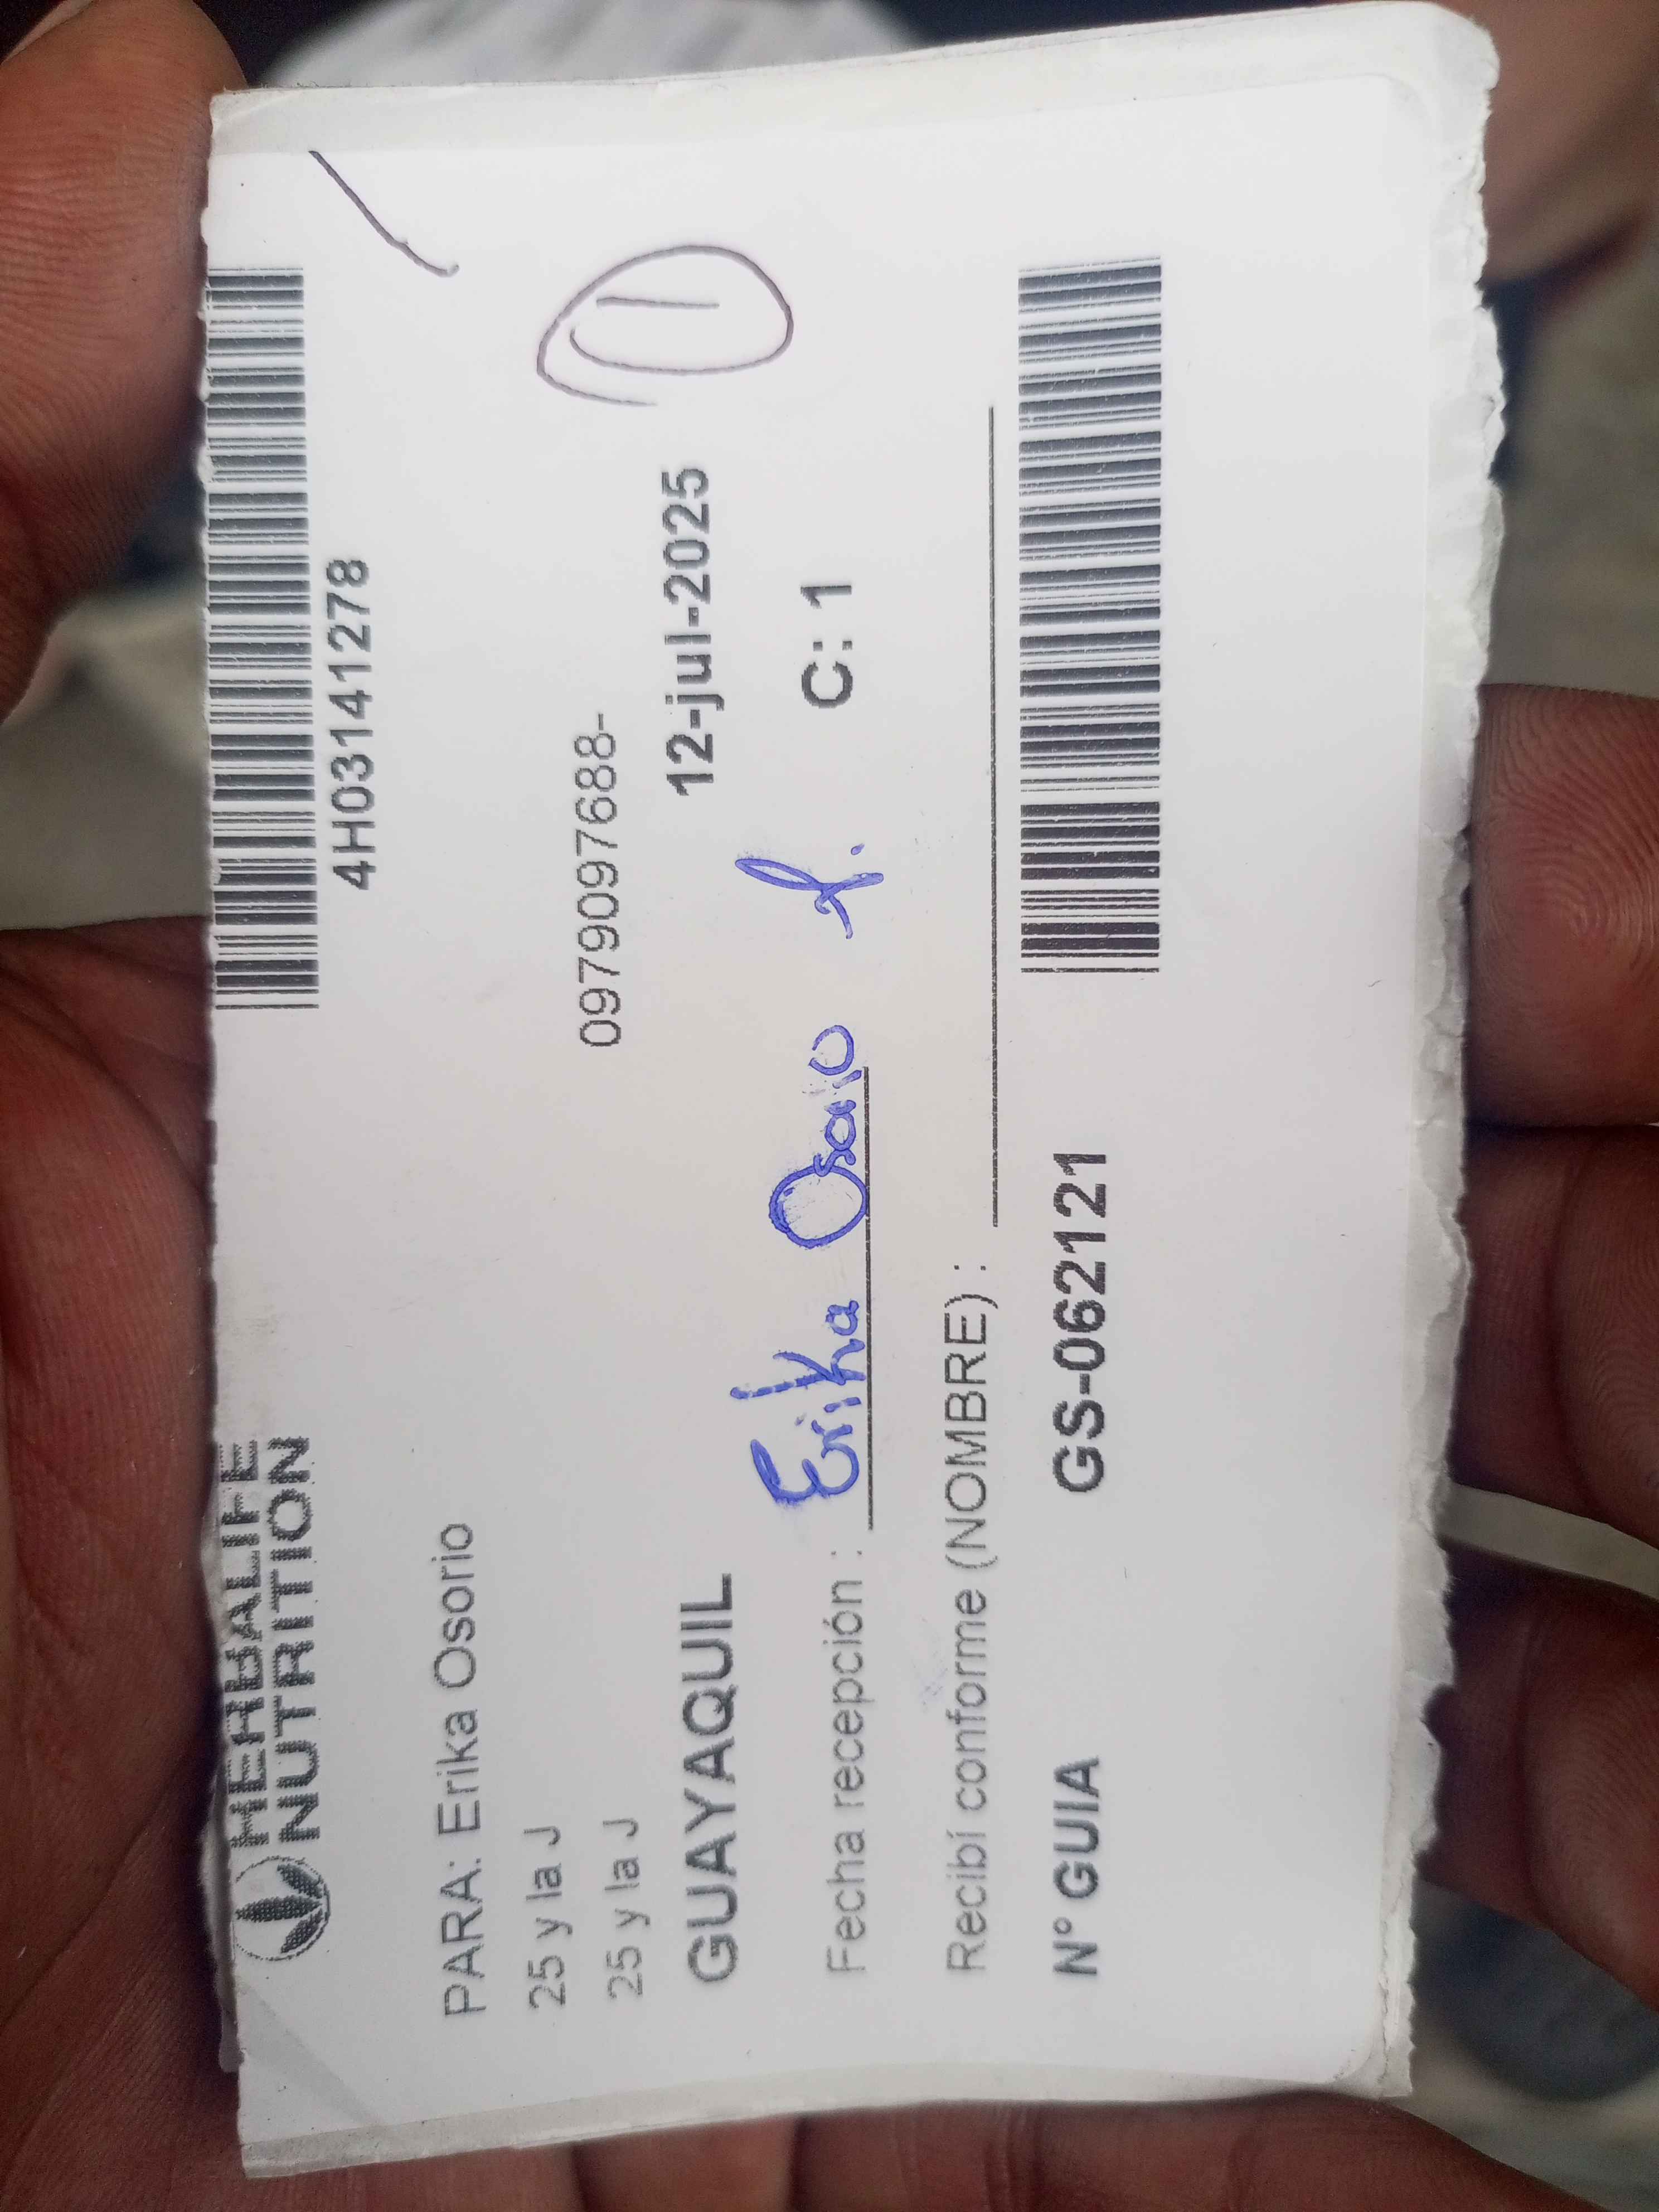 HERBALIFE
NUTRITION
4H03141278
PARA: Erika Osorio
25 y la J
0979097688-
25 y la J
GUAYAQUIL
12-jul-2025
Fecha recepción : Erika Osorio
C: 1
Recibí conforme (NOMBRE) :
N° GUIA GS-062121